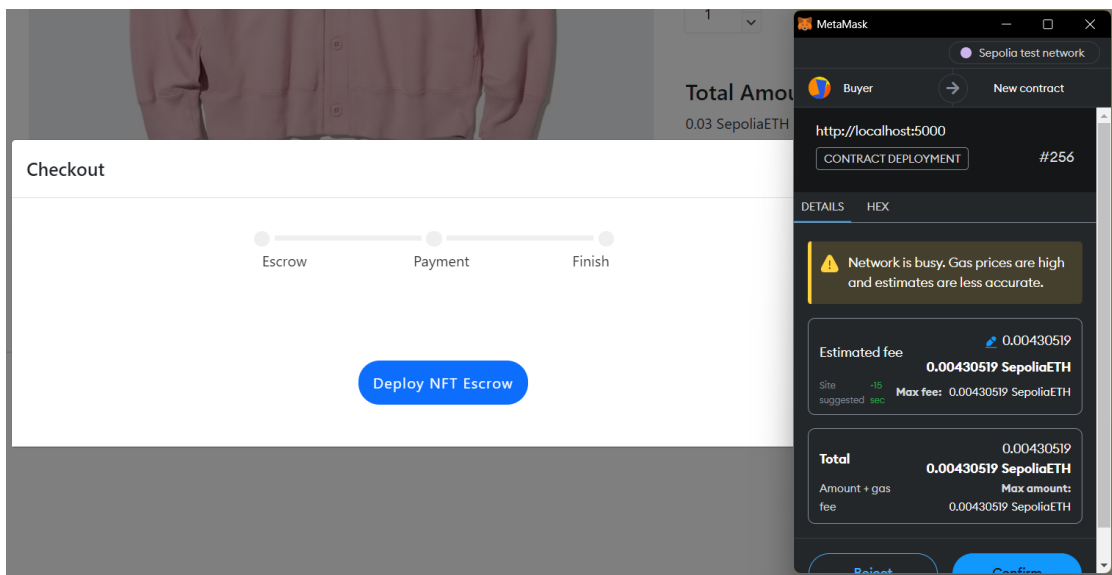 1
Total Amou
0.03 SepoliaETH
Checkout
Escrow
Payment
Finish
Deploy NFT Escrow
MetaMask
Sepolia test network
Buyer
New contract
http://localhost:5000
CONTRACT DEPLOYMENT
#256
DETAILS
HEX
Network is busy. Gas prices are high
and estimates are less accurate.
Estimated fee
0.00430519
0.00430519 SepoliaETH
Site
suggested
~15
sec
Max fee: 0.00430519 SepoliaETH
Total
0.00430519
0.00430519 SepoliaETH
Amount + gas
fee
Max amount:
0.00430519 SepoliaETH
Reject
Confirm